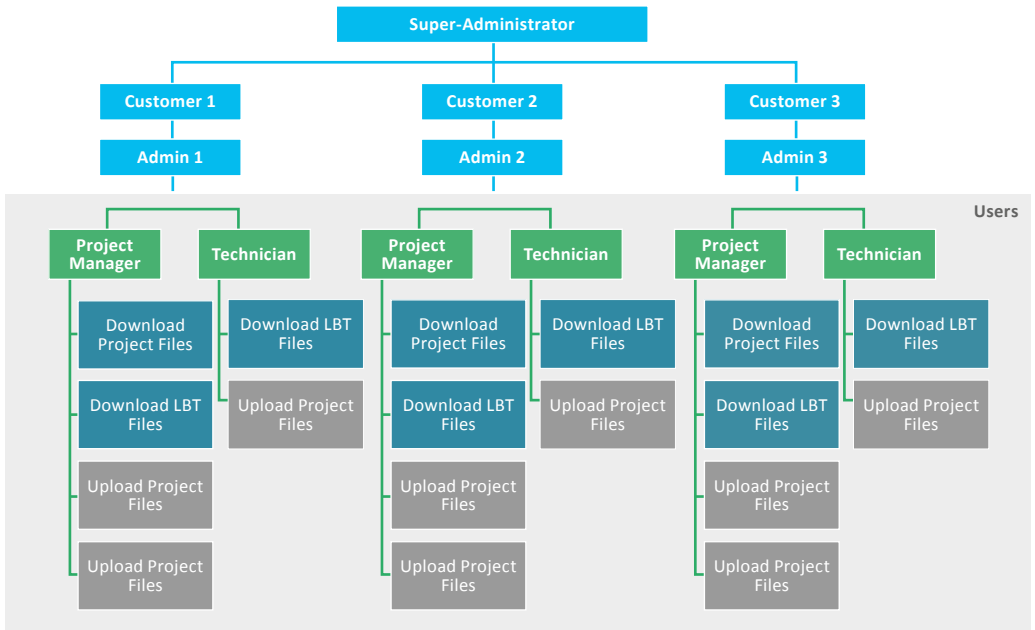 Super-Administrator
Customer 1
Customer 2
Customer 3
Admin 1
Admin 2
Admin 3
Users
Project
Manager
Technician
Project
Manager
Technician
Project
Manager
Technician
Download
Project Files
Download LBT
Files
Download
Project Files
Download LBT
Files
Download
Project Files
Download LBT
Files
Download LBT
Files
Upload Project
Files
Download LBT
Files
Upload Project
Files
Download LBT
Files
Upload Project
Files
Upload Project
Files
Upload Project
Files
Upload Project
Files
Upload Project
Files
Upload Project
Files
Upload Project
Files